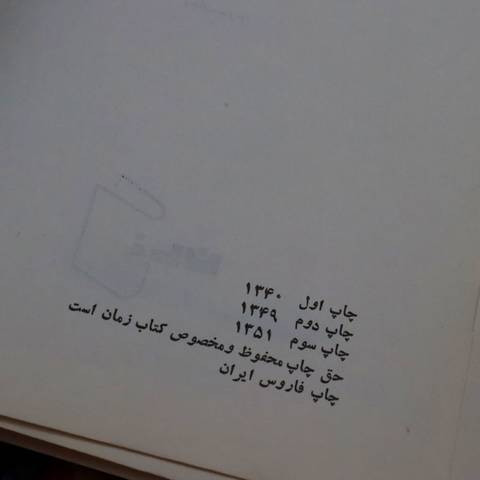 چاپ اول ۱۳۴۰
چاپ دوم ۱۳۴۹
چاپ سوم ۱۳۵۱
حق چاپ محفوظ ومخصوص کتاب زمان است
چاپ فاروس ایران